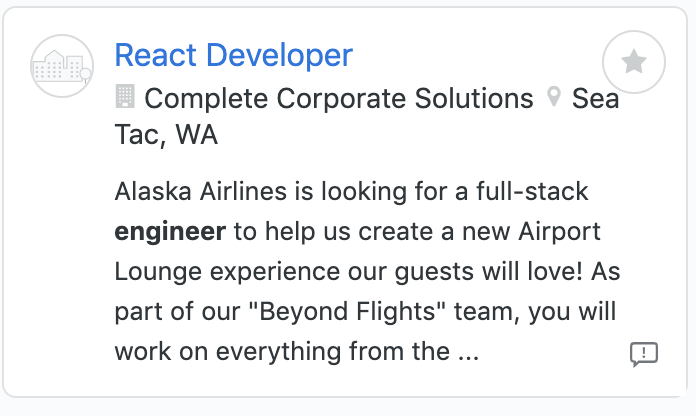 React Developer
Complete Corporate Solutions Sea
Tac, WA
Alaska Airlines is looking for a full-stack
engineer to help us create a new Airport
Lounge experience our guests will love! As
part of our "Beyond Flights" team, you will
work on everything from the ...